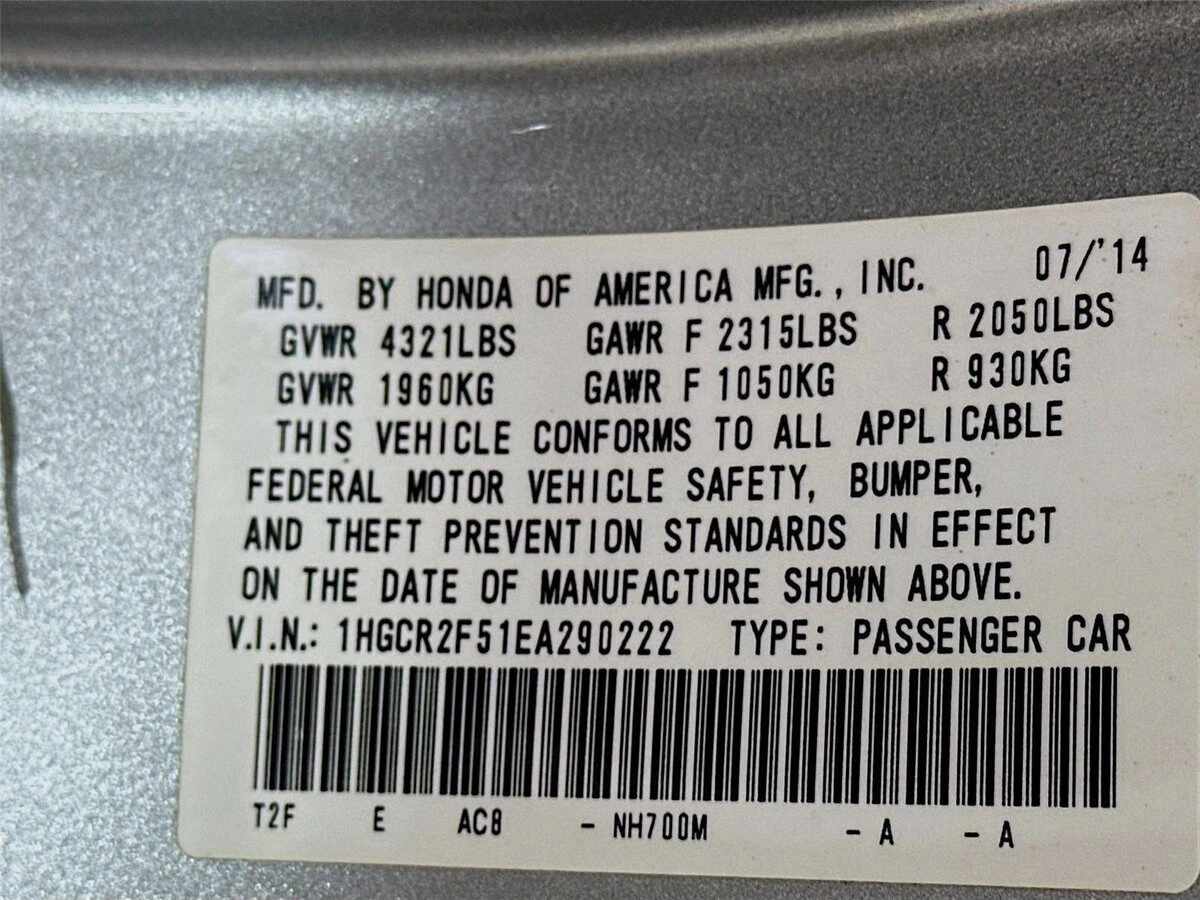 MFD. BY HONDA OF AMERICA MFG., INC. 07/'14
GVWR 4321LBS GAWR F 2315LBS R 2050LBS
GVWR 1960KG GAWR F 1050KG R 930KG
THIS VEHICLE CONFORMS TO ALL APPLICABLE
FEDERAL MOTOR VEHICLE SAFETY, BUMPER,
AND THEFT PREVENTION STANDARDS IN EFFECT
ON THE DATE OF MANUFACTURE SHOWN ABOVE.
V.I.N.: 1HGCR2F51EA290222 TYPE: PASSENGER CAR
T2F E AC8 - NH700M - A - A